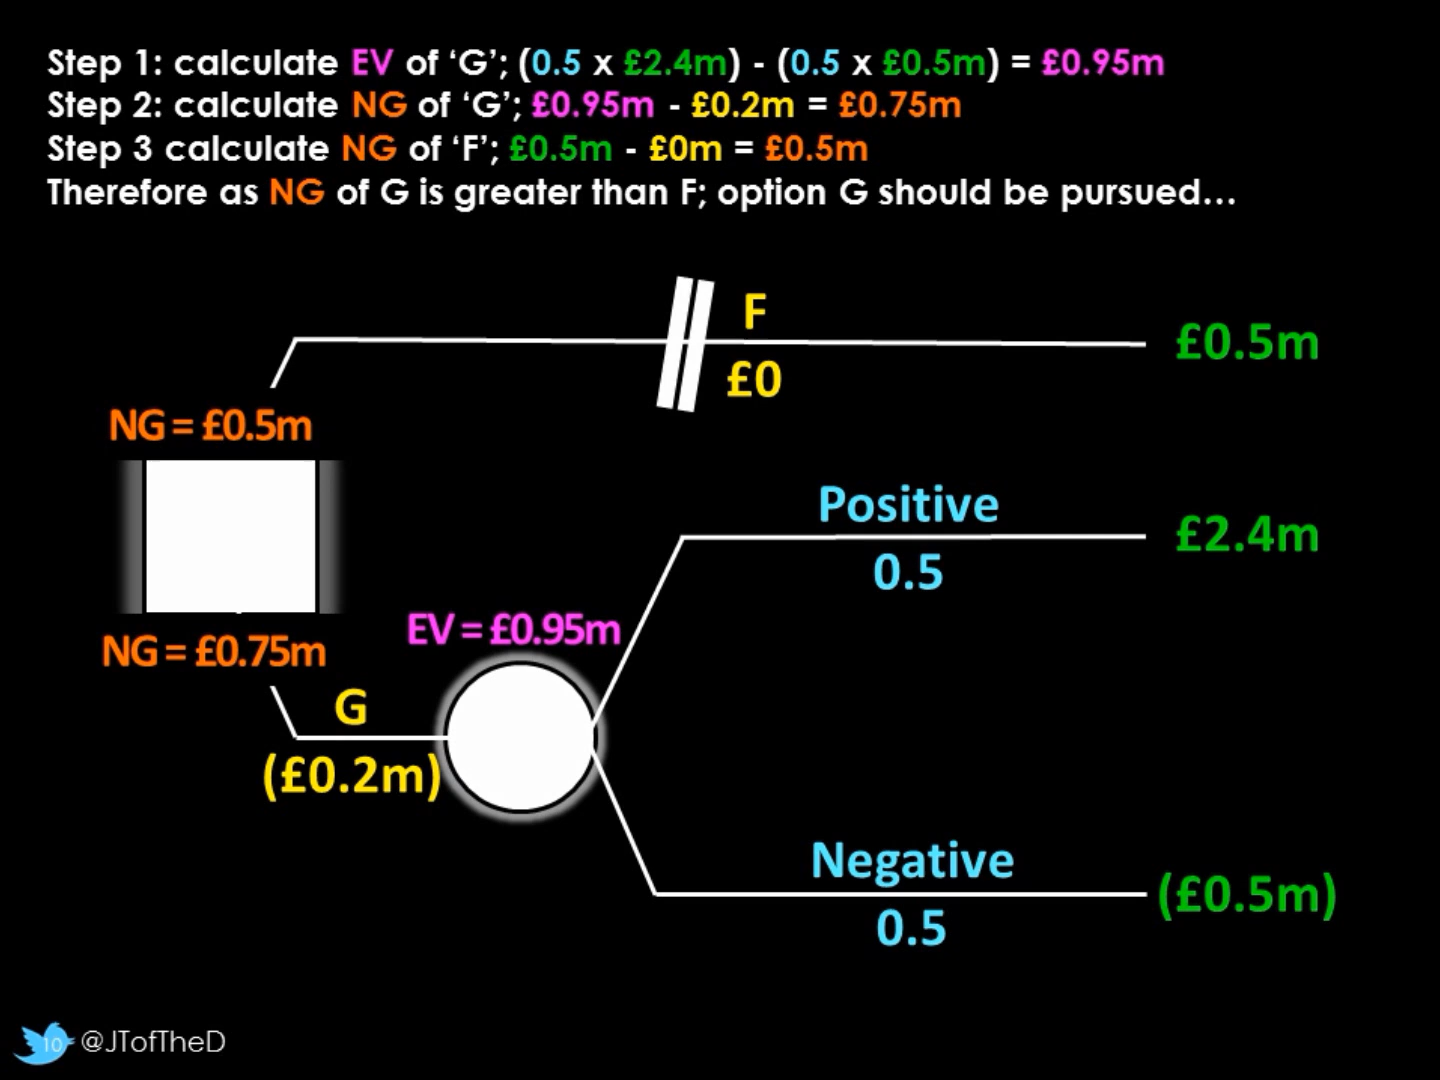 Step 1: calculate EV of ‘G’; (0.5 x £2.4m) - (0.5 x £0.5m) = £0.95m
Step 2: calculate NG of ‘G’; £0.95m - £0.2m = £0.75m
Step 3 calculate NG of ‘F’; £0.5m - £0m = £0.5m
Therefore as NG of G is greater than F; option G should be pursued...
F
£0
£0.5m
NG = £0.5m
Positive
0.5
£2.4m
EV = £0.95m
NG = £0.75m
G
(£0.2m)
Negative
0.5
(£0.5m)
10
@JTofTheD